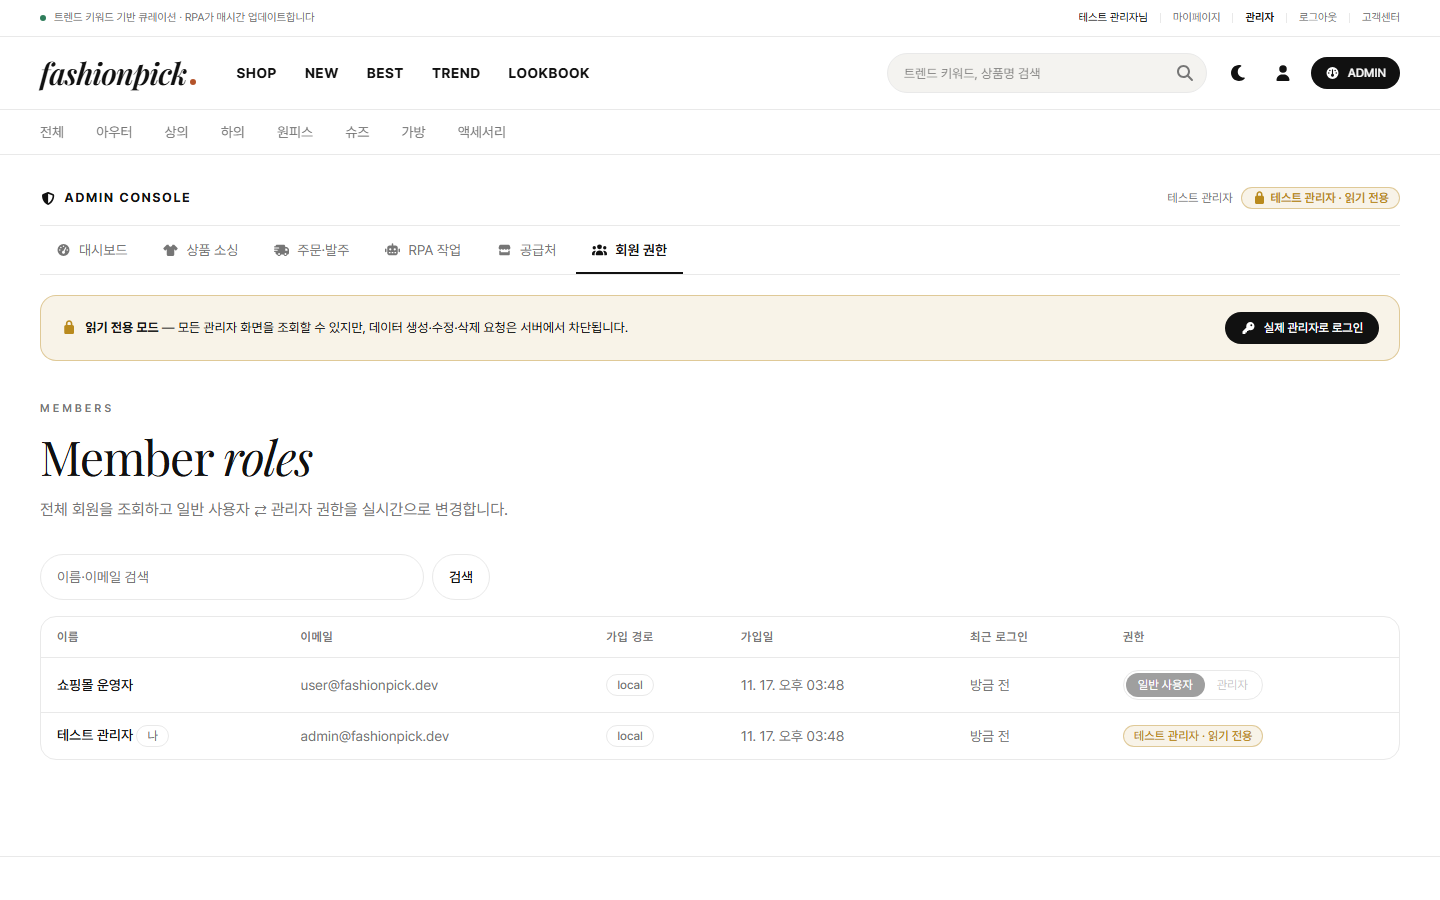 트렌드 키워드 기반 큐레이션 · RPA가 매시간 업데이트합니다
테스트 관리자님 마이페이지 관리자 로그아웃 고객센터
fashionpick.
SHOP NEW BEST TREND LOOKBOOK
트렌드 키워드, 상품명 검색
ADMIN
전체 아우터 상의 하의 원피스 슈즈 가방 액세서리
ADMIN CONSOLE
테스트 관리자 테스트 관리자 · 읽기 전용
대시보드 상품 소싱 주문·발주 RPA 작업 공급처 회원 권한
읽기 전용 모드 — 모든 관리자 화면을 조회할 수 있지만, 데이터 생성·수정·삭제 요청은 서버에서 차단됩니다.
실제 관리자로 로그인
MEMBERS
Member roles
전체 회원을 조회하고 일반 사용자 ⇄ 관리자 권한을 실시간으로 변경합니다.
이름·이메일 검색 검색
이름 이메일 가입 경로 가입일 최근 로그인 권한
쇼핑몰 운영자 user@fashionpick.dev local 11. 17. 오후 03:48 방금 전 일반 사용자 관리자
테스트 관리자 나 admin@fashionpick.dev local 11. 17. 오후 03:48 방금 전 테스트 관리자 · 읽기 전용